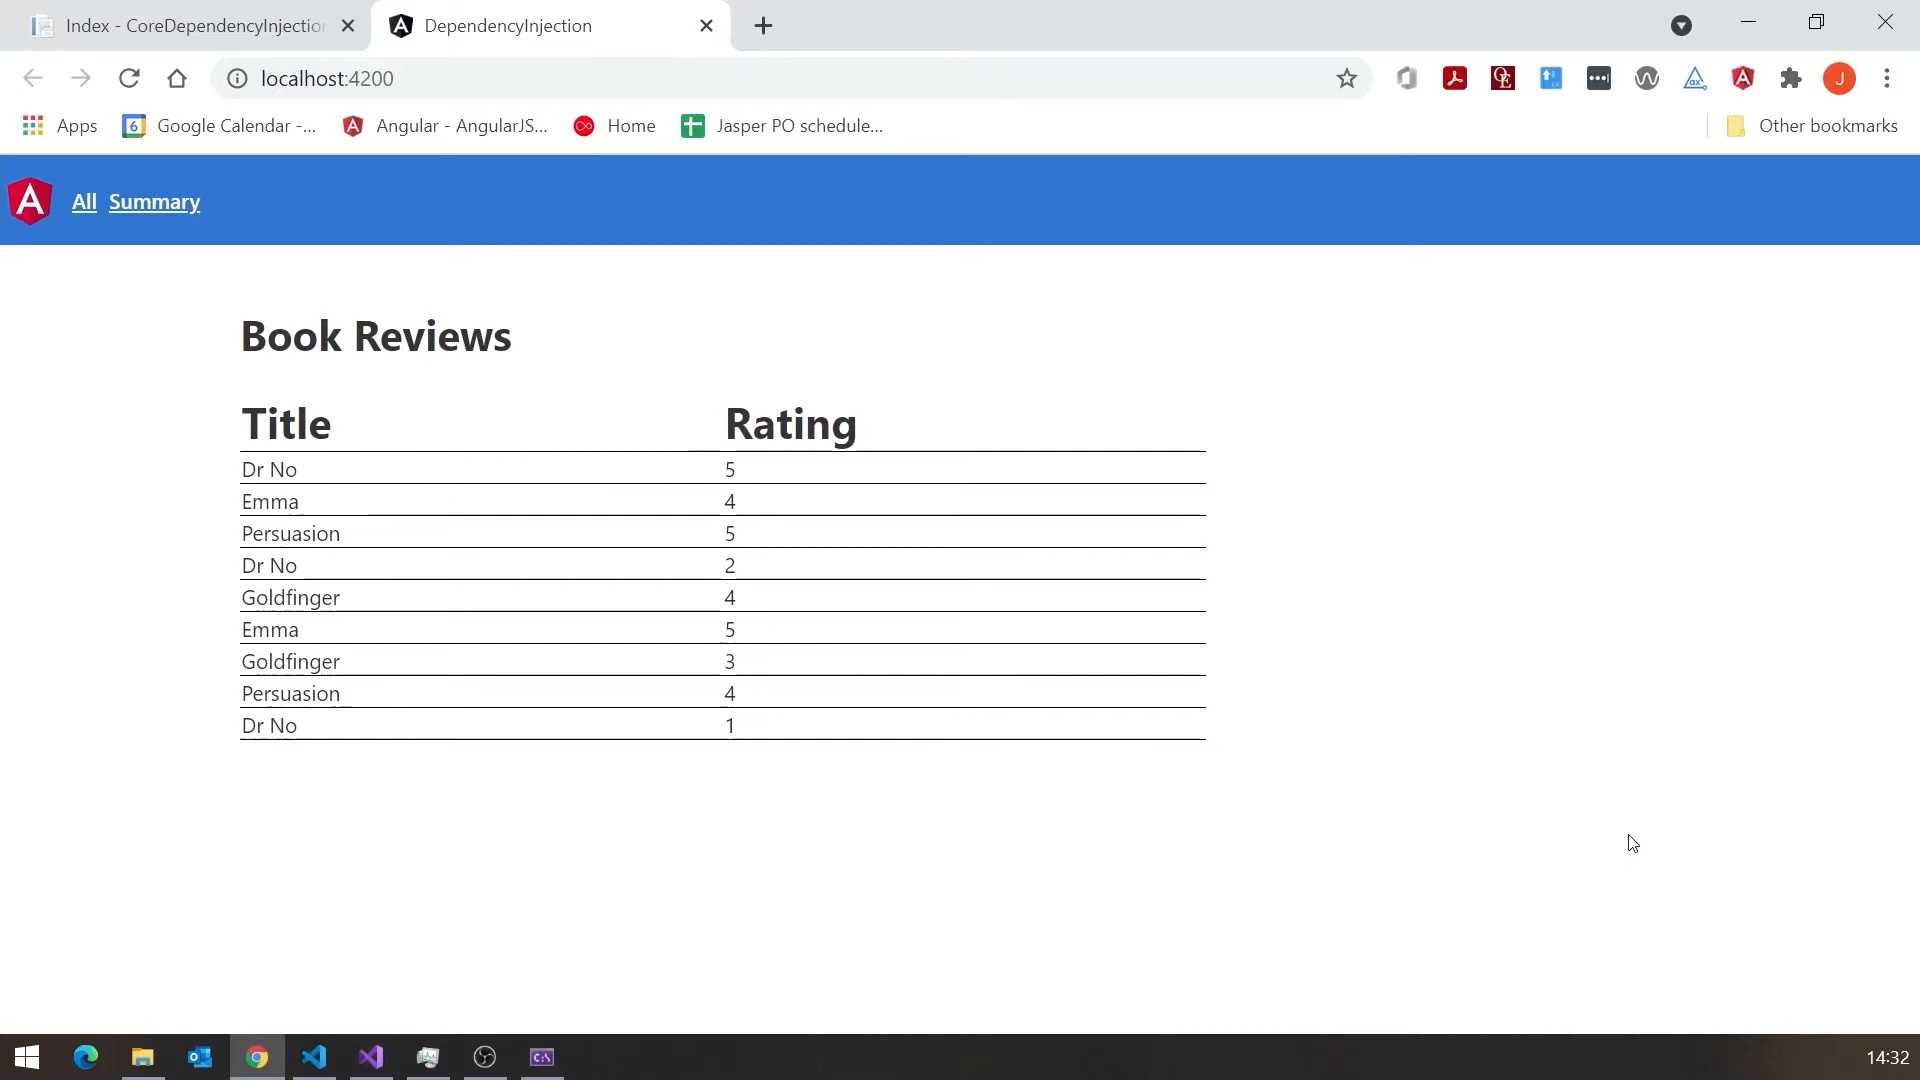 Index - CoreDependencyInjection
DependencyInjection
localhost:4200
Apps
Google Calendar -...
Angular - AngularJS...
Home
Jasper PO schedule...
Other bookmarks
All Summary
Book Reviews
Title Rating
Dr No 5
Emma 4
Persuasion 5
Dr No 2
Goldfinger 4
Emma 5
Goldfinger 3
Persuasion 4
Dr No 1
14:32